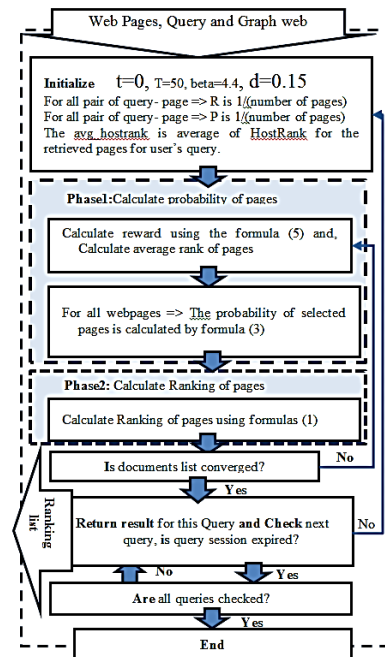 Web Pages, Query and Graph web
Initialize t=0, T=50, beta=4.4, d=0.15
For all pair of query- page => R is 1/(number of pages)
For all pair of query- page => P is 1/(number of pages)
The avg_hostrank is average of HostRank for the
retrieved pages for user's query.
Phase1:Calculate probability of pages
Calculate reward using the formula (5) and,
Calculate average rank of pages
For all webpages => The probability of selected
pages is calculated by formula (3)
Phase2: Calculate Ranking of pages
Calculate Ranking of pages using formulas (1)
Is documents list converged?
No
Yes
Ranking
list
Return result for this Query and Check next
query, is query session expired?
No
No
Yes
Are all queries checked?
Yes
End